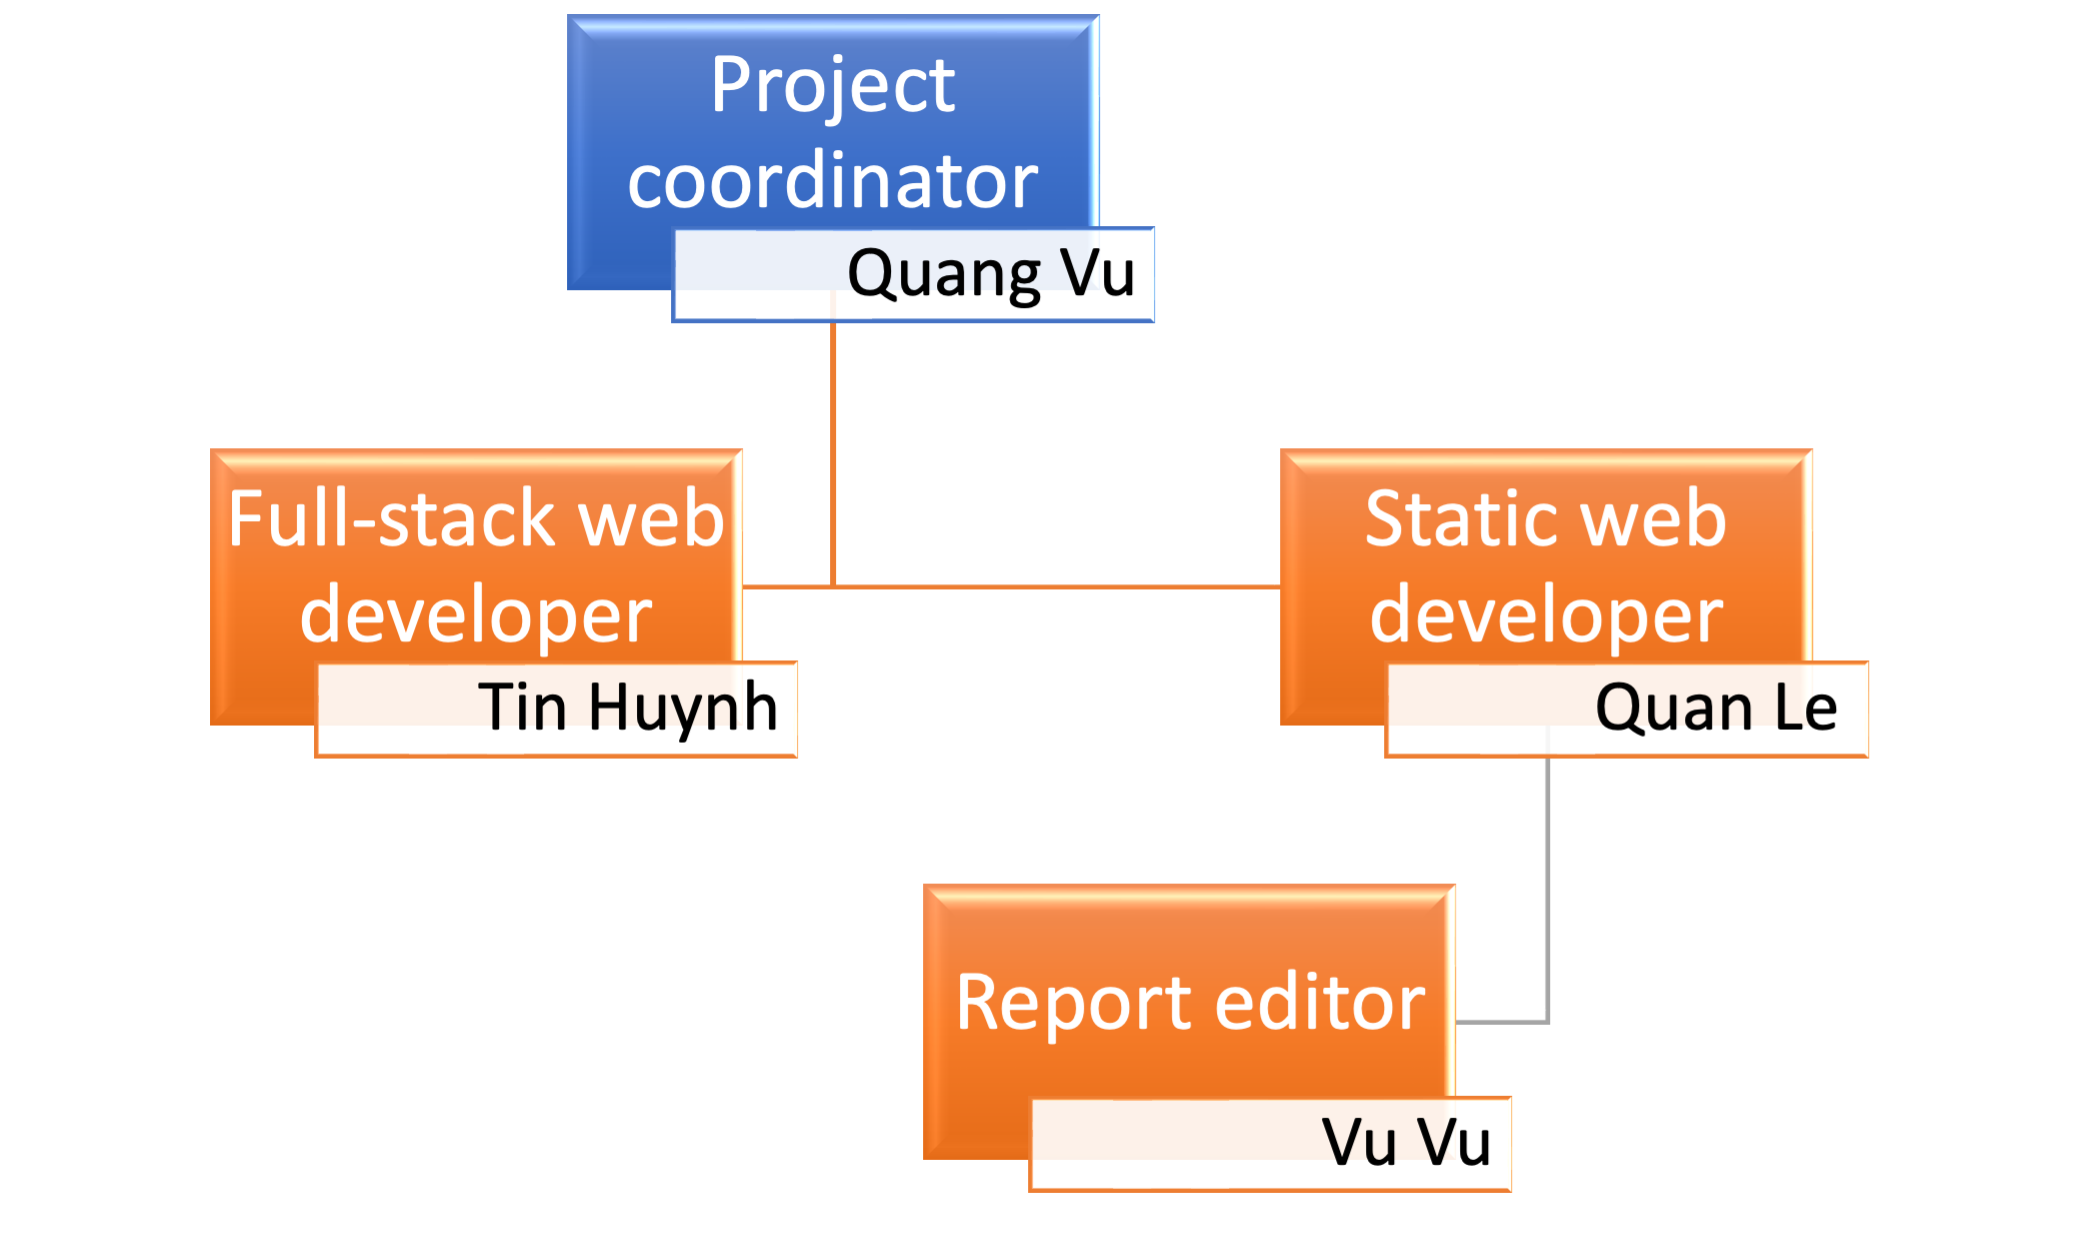 Project
coordinator
Quang Vu
Full-stack web
developer
Tin Huynh
Static web
developer
Quan Le
Report editor
Vu Vu